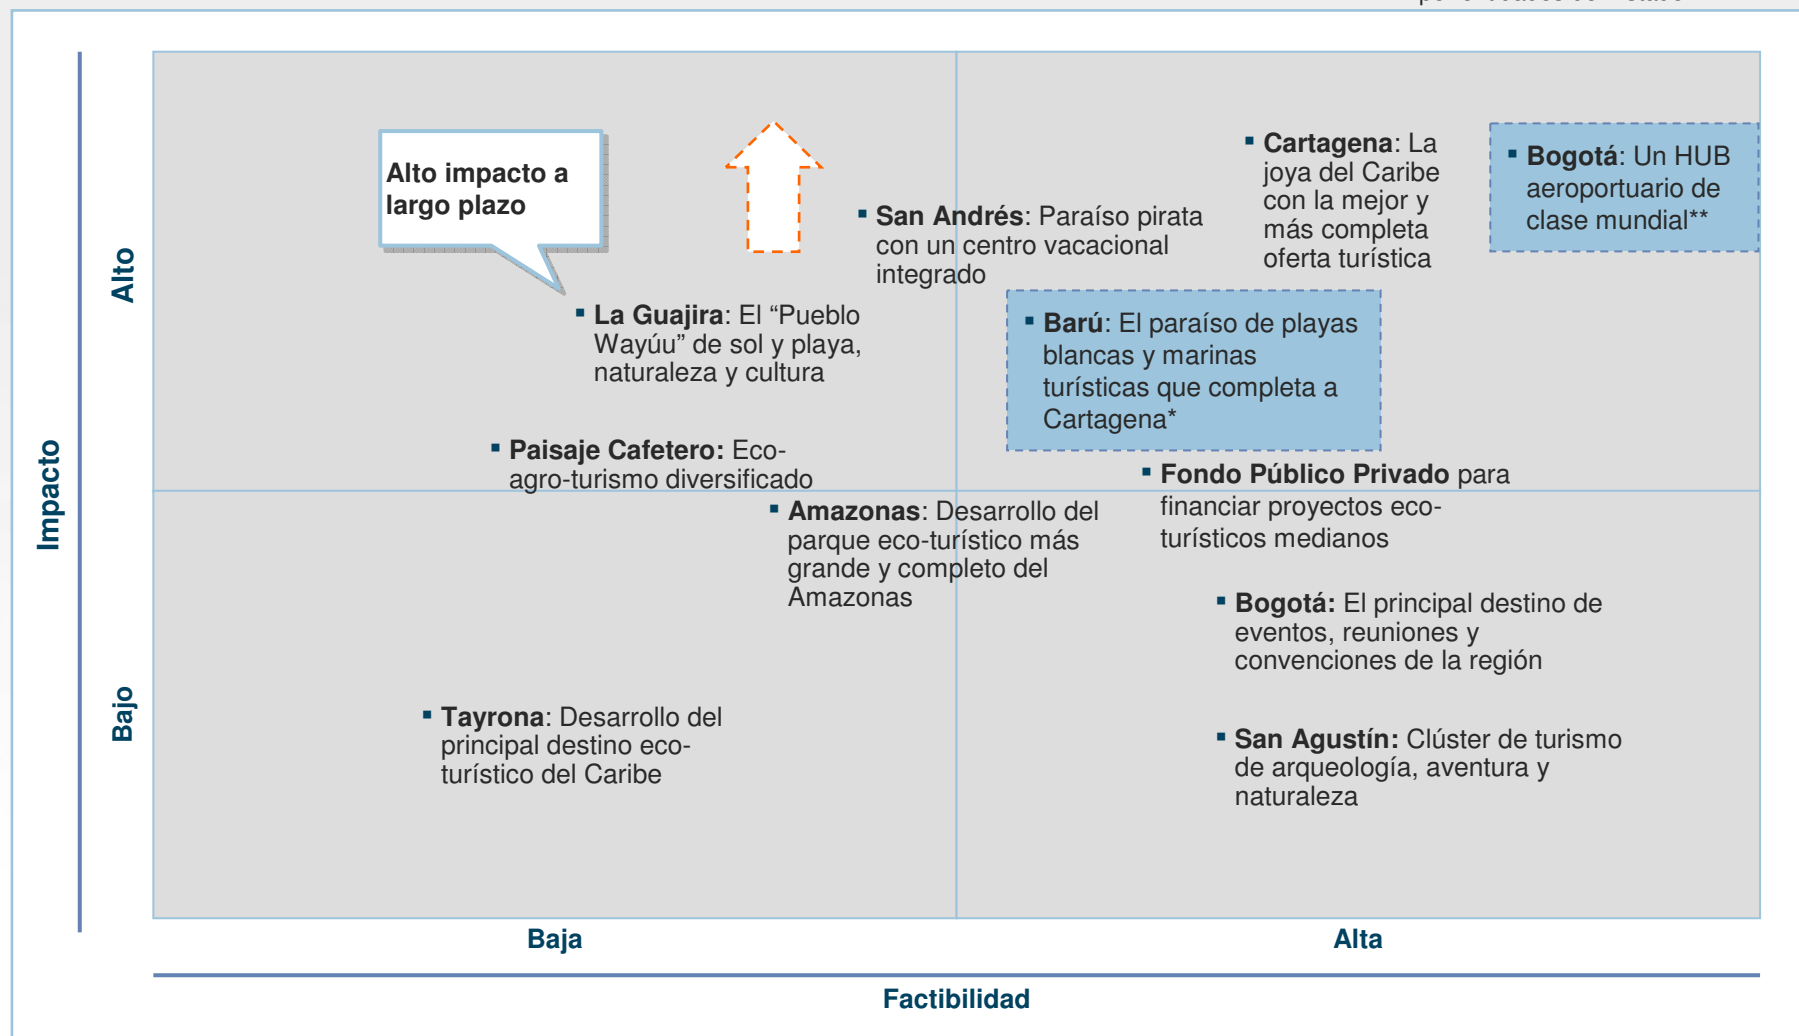 Alto impacto a
largo plazo
▪ San Andrés: Paraíso pirata
con un centro vacacional
integrado
▪ Cartagena: La
joya del Caribe
con la mejor y
más completa
oferta turística
▪ Bogotá: Un HUB
aeroportuario de
clase mundial**
▪ La Guajira: El “Pueblo
Wayúu” de sol y playa,
naturaleza y cultura
▪ Barú: El paraíso de playas
blancas y marinas
turísticas que completa a
Cartagena*
▪ Paisaje Cafetero: Eco-
agro-turismo diversificado
▪ Fondo Público Privado para
financiar proyectos eco-
turísticos medianos
▪ Amazonas: Desarrollo del
parque eco-turístico más
grande y completo del
Amazonas
▪ Bogotá: El principal destino de
eventos, reuniones y
convenciones de la región
▪ Tayrona: Desarrollo del
principal destino eco-
turístico del Caribe
▪ San Agustín: Clúster de turismo
de arqueología, aventura y
naturaleza
Impacto
Alto
Bajo
Baja
Alta
Factibilidad